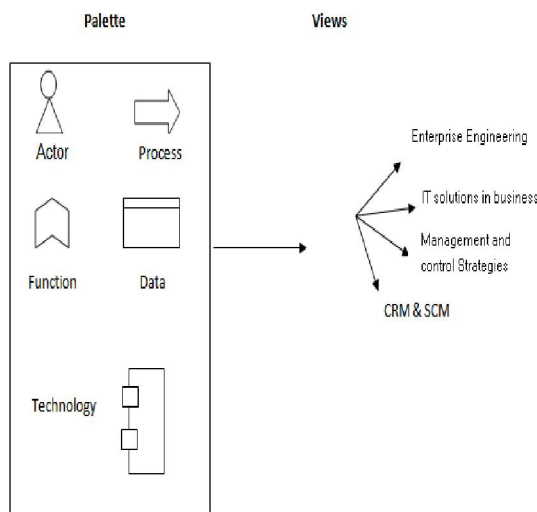 Palette
Views
Actor
Process
Function
Data
Technology
Enterprise Engineering
IT solutions in business
Management and
control Strategies
CRM & SCM